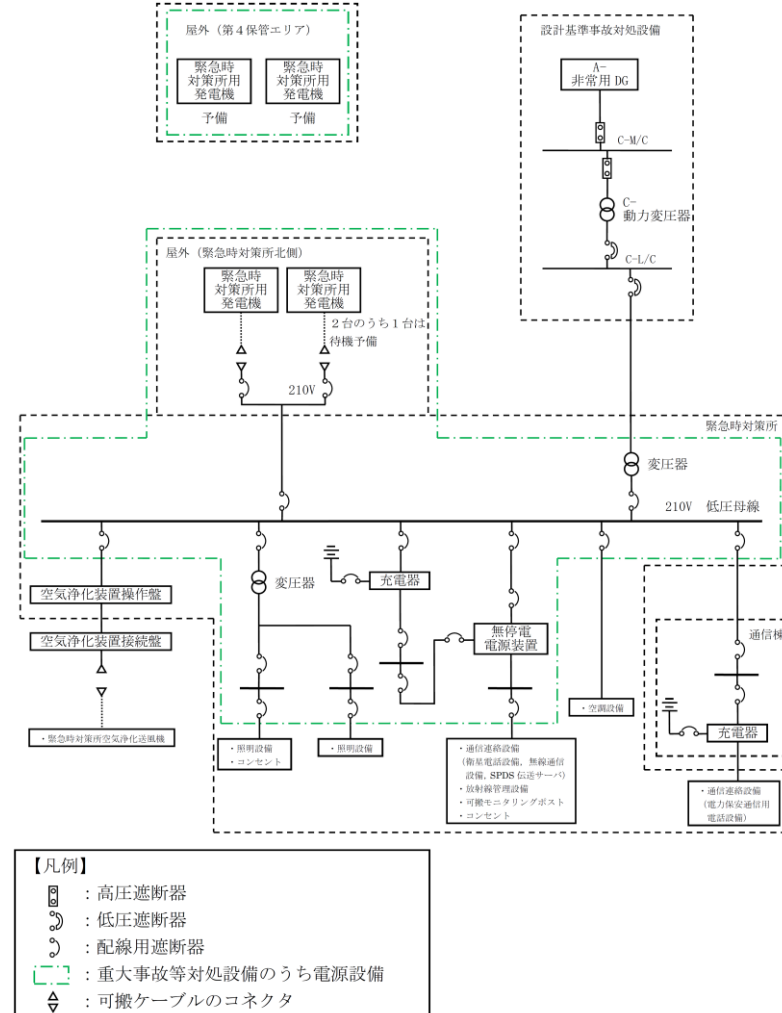 屋外（第４保管エリア）
緊急時
対策所用
発電機
緊急時
対策所用
発電機
予備
予備
設計基準事故対処設備
A-
非常用 DG
C-M/C
C-
動力変圧器
C-L/C
屋外（緊急時対策所北側）
緊急時
対策所用
発電機
緊急時
対策所用
発電機
２台のうち１台は
待機予備
210V
緊急時対策所
変圧器
210V 低圧母線
空気浄化装置操作盤
空気浄化装置接続盤
・緊急時対策所空気浄化送風機
変圧器
充電器
無停電
電源装置
・照明設備
・コンセント
・照明設備
・通信連絡設備
（衛星電話設備，無線通信
設備，SPDS 伝送サーバ）
・放射線管理設備
・可搬モニタリングポスト
・コンセント
・空調設備
通信棟
充電器
・通信連絡設備
（電力保安通信用
電話設備）
【凡例】
：高圧遮断器
：低圧遮断器
：配線用遮断器
：重大事故等対処設備のうち電源設備
：可搬ケーブルのコネクタ